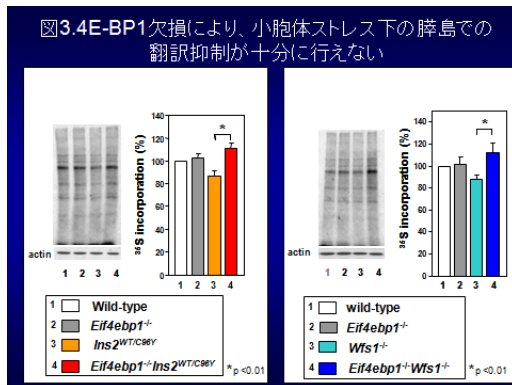 図3.4E-BP1欠損により、小胞体ストレス下の膵島での
翻訳抑制が十分に行えない
actin
1 2 3 4
35S incorporation (%)
140
120
100
80
60
40
20
0
*
1 2 3 4
1 Wild-type
2 Eif4ebp1-/-
3 Ins2WT/C96Y
4 Eif4ebp1-/-Ins2WT/C96Y
*p <0.01
actin
1 2 3 4
35S incorporation (%)
140
120
100
80
60
40
20
0
*
1 2 3 4
1 wild-type
2 Eif4ebp1-/-
3 Wfs1-/-
4 Eif4ebp1-/-Wfs1-/-
*p <0.01